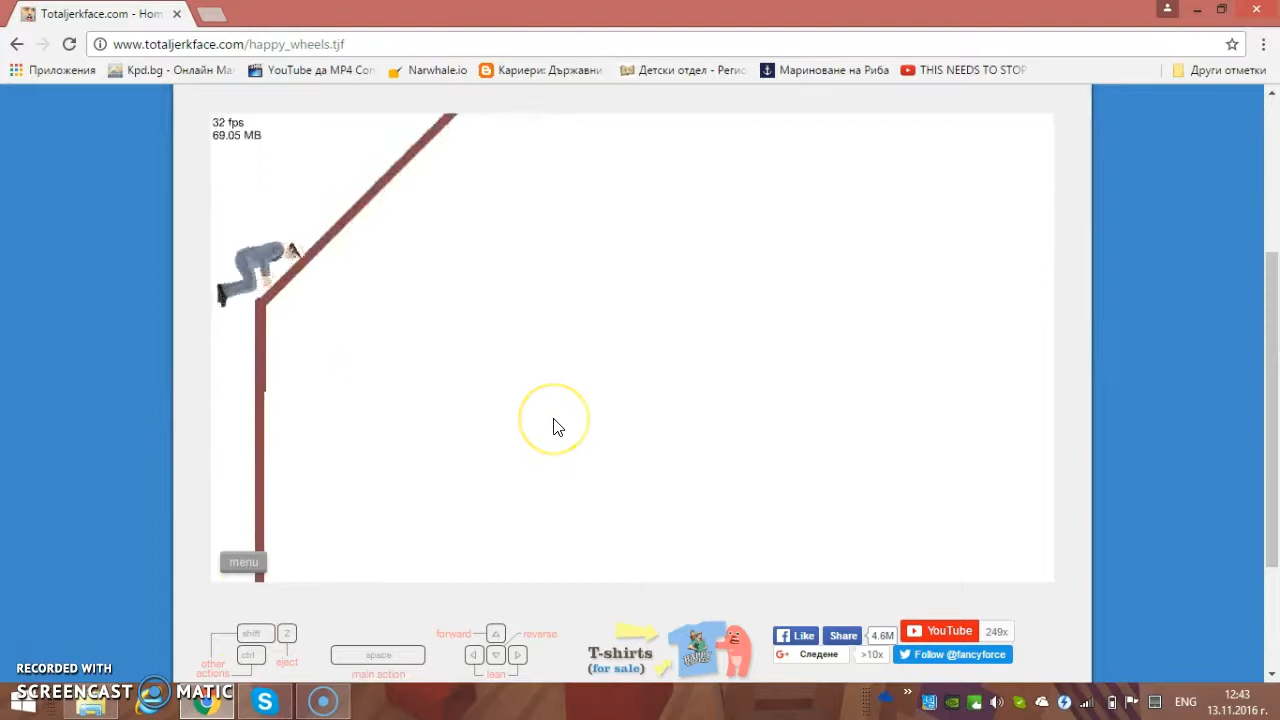 Totaljerkface.com - Hom
www.totaljerkface.com/happy_wheels.tjf
Приложения
Kpd.bg - Онлайн Маг
YouTube да MP4 Con
Narwhale.io
Кариери: Държавни
Детски отдел - Регис
Мариноване на Риба
THIS NEEDS TO STOP
Други отметки
32 fps
69.05 MB
menu
shift
Z
ctrl
other
actions
eject
space
main action
forward
reverse
lean
T-shirts
(for sale)
Like
Share
4.6M
YouTube
249x
G+ Следене
>10x
Follow @fancyforce
RECORDED WITH
SCREENCAST MATIC
ЕНГ
12:43
13.11.2016 г.